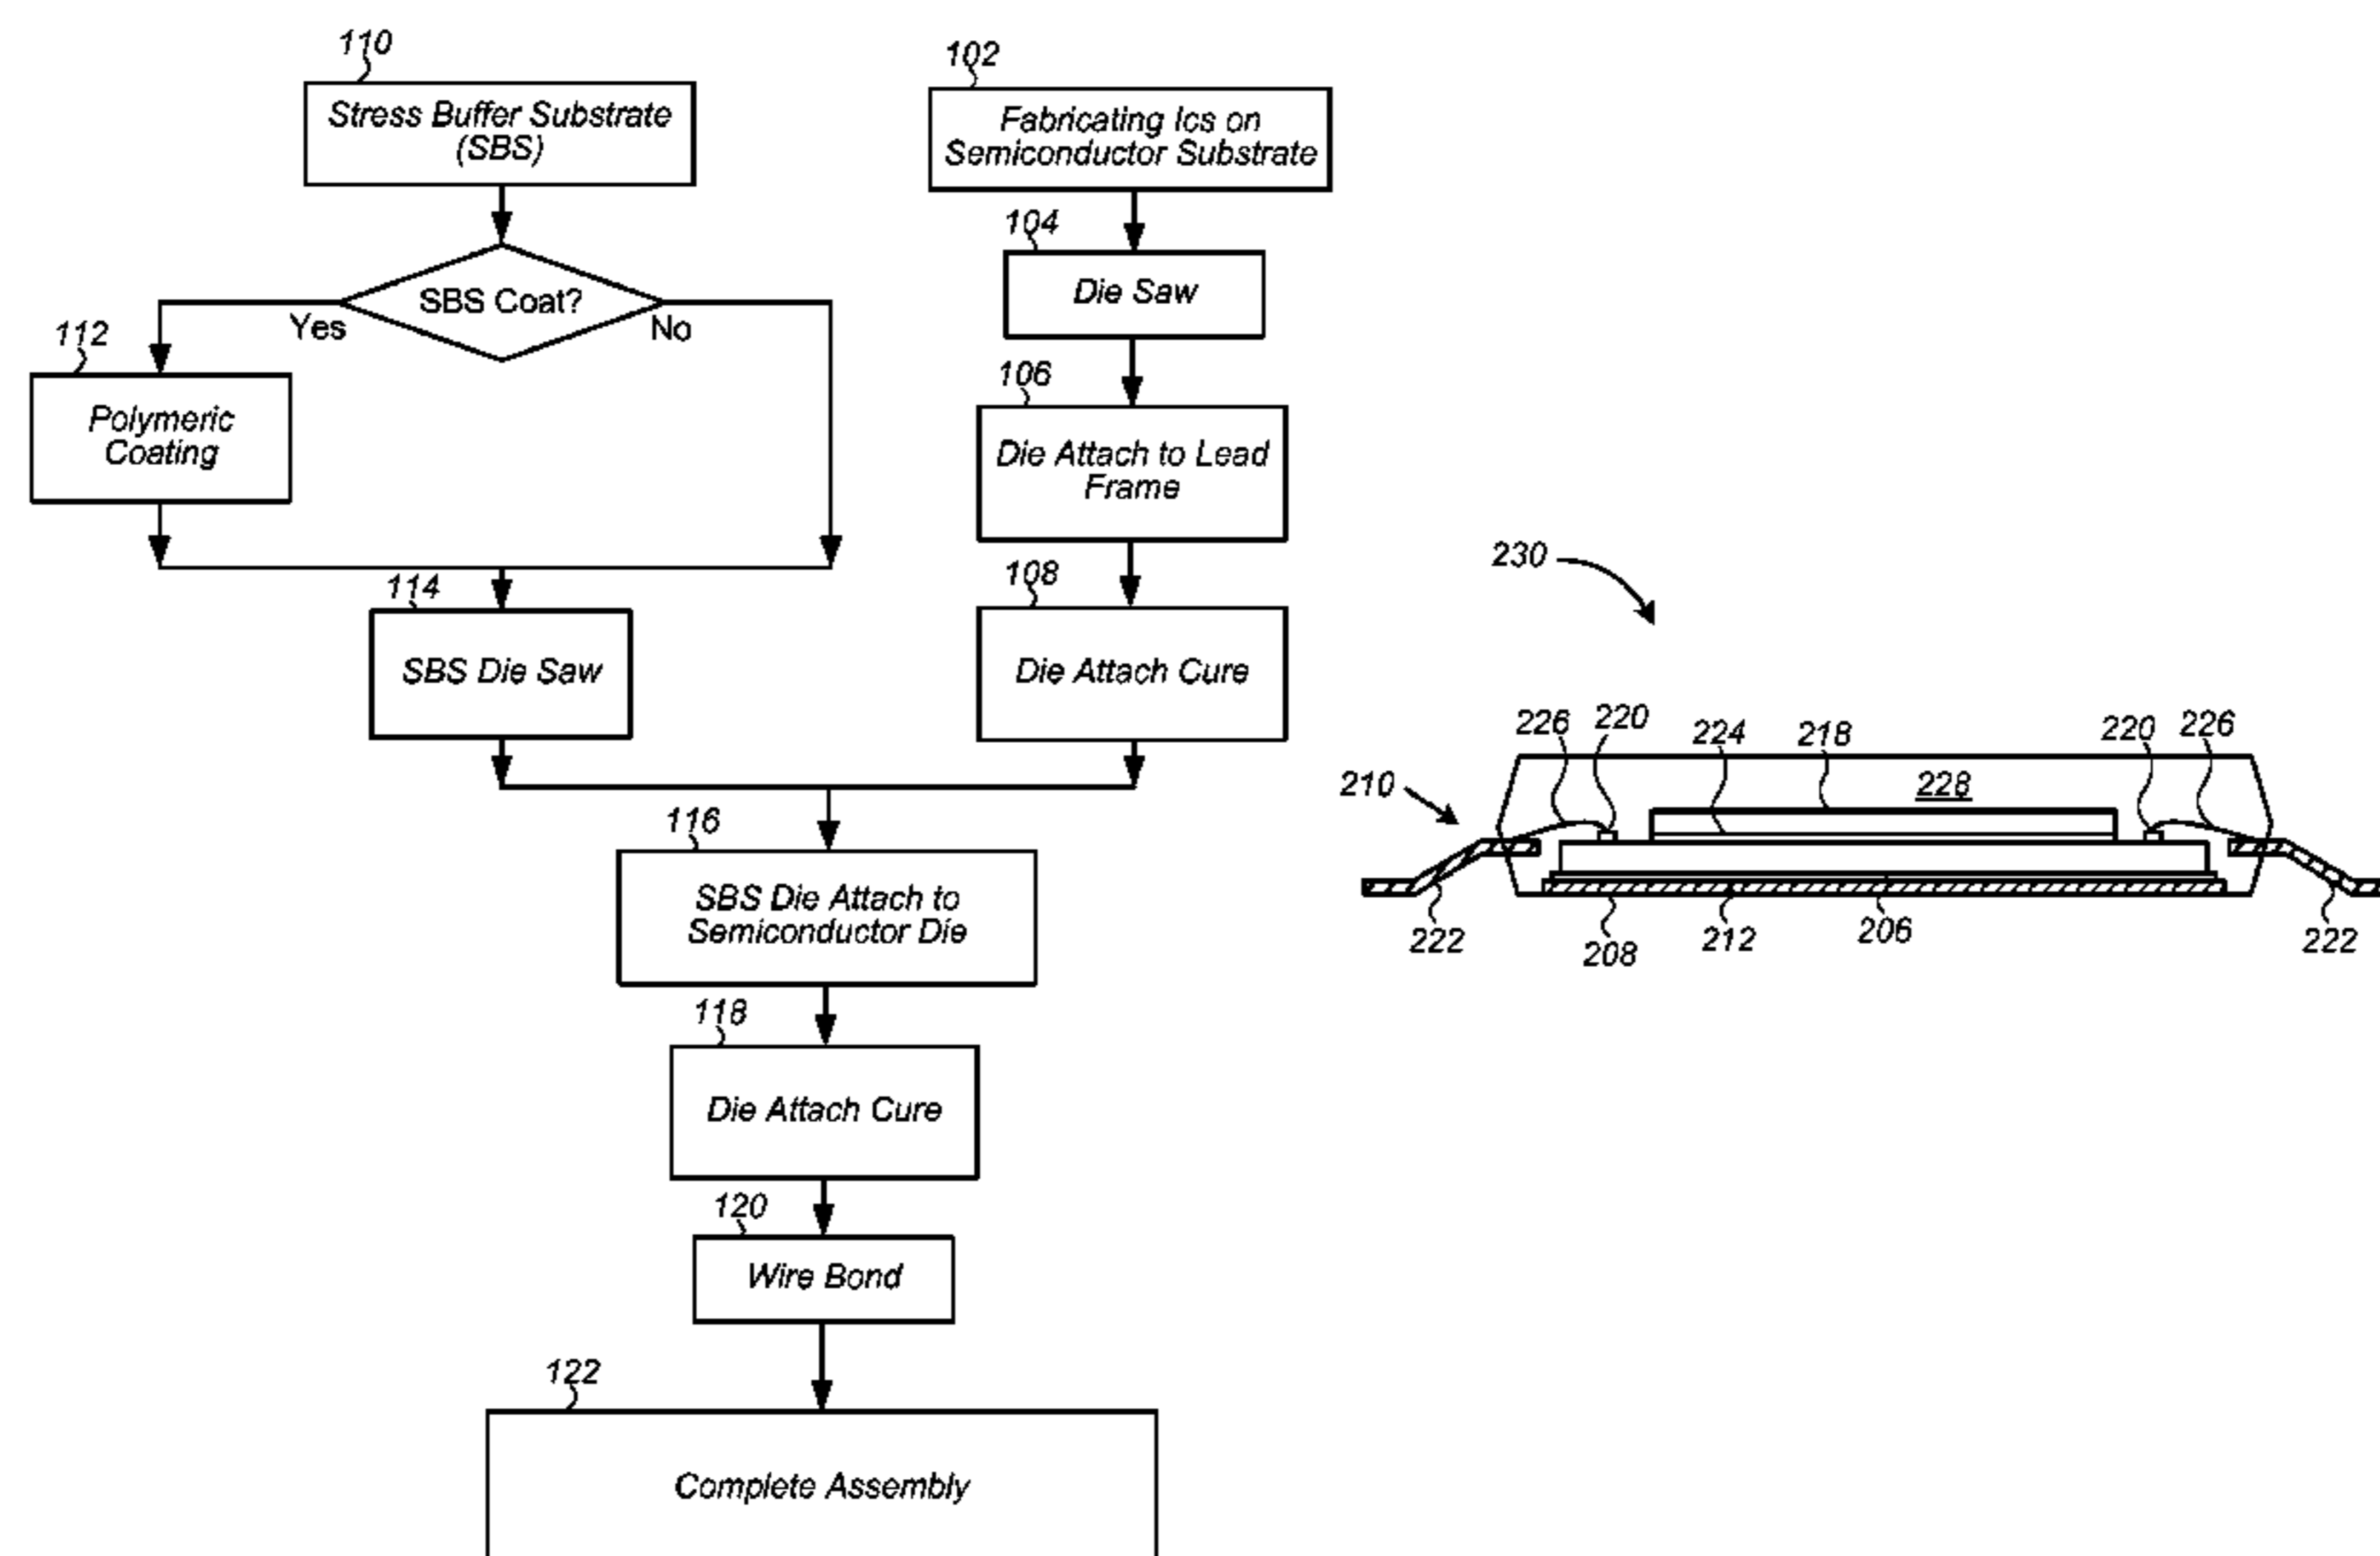 110
Stress Buffer Substrate
(SBS)
102
Fabricating Ics on
Semiconductor Substrate
SBS Coat?
Yes
No
104
Die Saw
112
Polymeric
Coating
106
Die Attach to Lead
Frame
114
SBS Die Saw
108
Die Attach Cure
116
SBS Die Attach to
Semiconductor Die
118
Die Attach Cure
120
Wire Bond
122
Complete Assembly
230
226
220
224
218
220
226
210
228
222
208
212
206
222